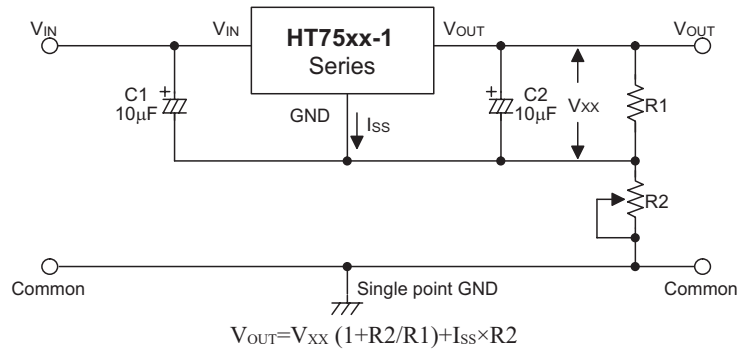 VIN VIN HT75xx-1 VOUT VOUT
Series
C1 10µF
GND
ISS
C2 10µF
VXX
R1
R2
Common
Single point GND
Common
VOUT=VXX (1+R2/R1)+ISS×R2